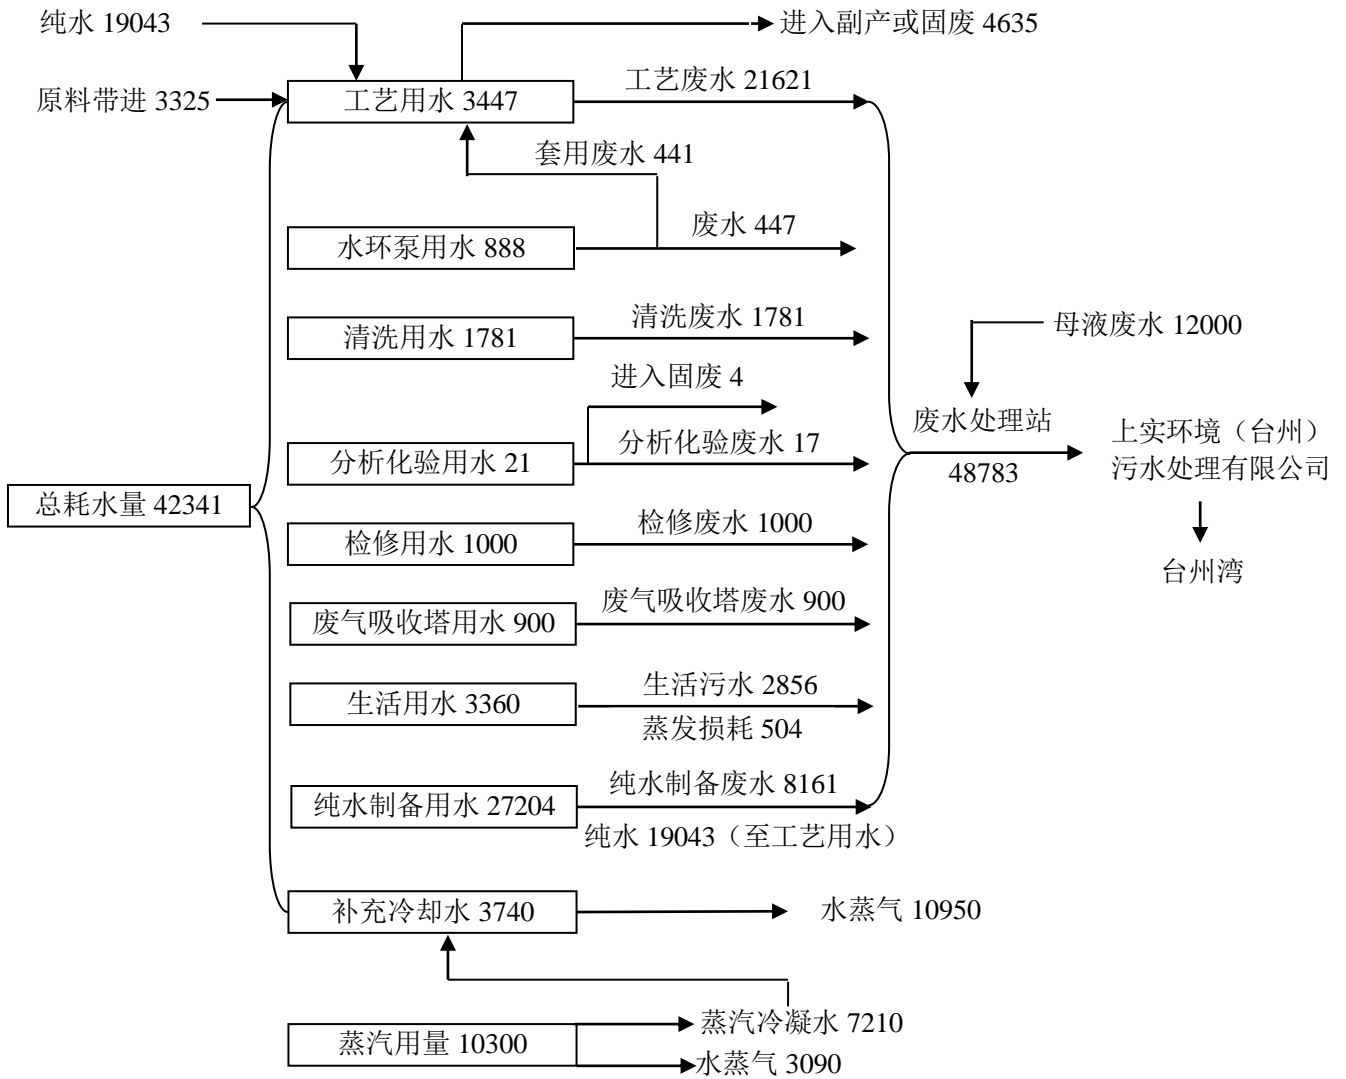 纯水 19043
进入副产或固废 4635
原料带进 3325
工艺用水 3447
工艺废水 21621
套用废水 441
水环泵用水 888
废水 447
清洗用水 1781
清洗废水 1781
母液废水 12000
进入固废 4
分析化验用水 21
分析化验废水 17
废水处理站
48783
上实环境（台州）
污水处理有限公司
总耗水量 42341
检修用水 1000
检修废水 1000
台州湾
废气吸收塔用水 900
废气吸收塔废水 900
生活用水 3360
生活污水 2856
蒸发损耗 504
纯水制备用水 27204
纯水制备废水 8161
纯水 19043（至工艺用水）
补充冷却水 3740
水蒸气 10950
蒸汽用量 10300
蒸汽冷凝水 7210
水蒸气 3090